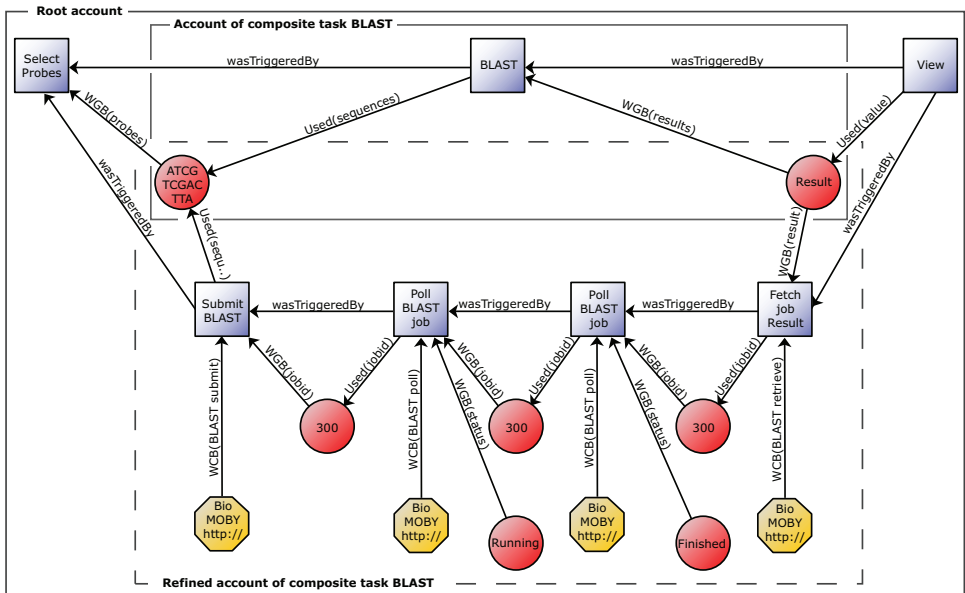 Root account
Account of composite task BLAST
Select
Probes
wasTriggeredBy
BLAST
wasTriggeredBy
View
WGB(probes)
Used(sequences)
WGB(results)
Used(value)
wasTriggeredBy
ATCG
TCGAC
TTA
Result
wasTriggeredBy
Used(sequ..)
WGB(result)
Submit
BLAST
wasTriggeredBy
Poll
BLAST
job
wasTriggeredBy
Poll
BLAST
job
wasTriggeredBy
Fetch
job
Result
WCB(BLAST submit)
WGB(jobid)
Used(jobid)
WCB(BLAST poll)
WGB(jobid)
WGB(status)
Used(jobid)
WCB(BLAST poll)
WGB(jobid)
WGB(status)
Used(jobid)
WCB(BLAST retrieve)
300
300
300
Bio
MOBY
http://
Bio
MOBY
http://
Running
Bio
MOBY
http://
Finished
Bio
MOBY
http://
Refined account of composite task BLAST